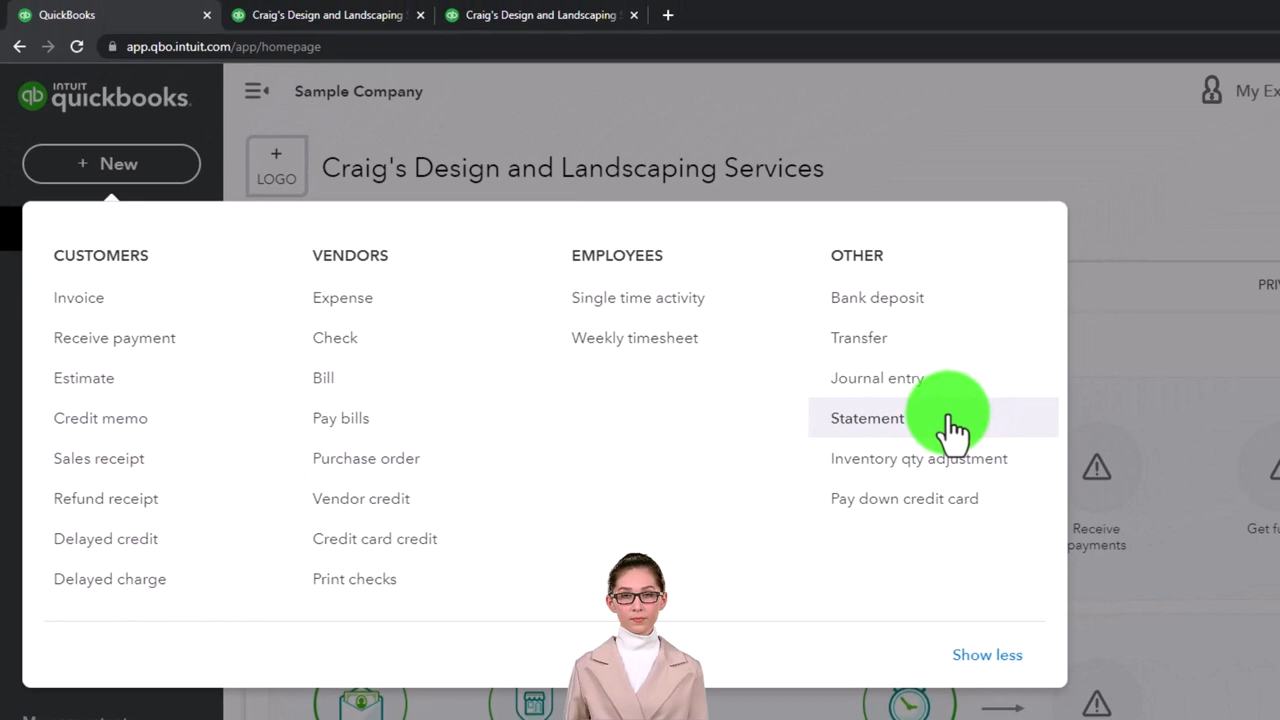 QuickBooks
Craig's Design and Landscaping
Craig's Design and Landscaping S
app.qbo.intuit.com/app/homepage
INTUIT
quickbooks.
Sample Company
My Ex
+ New
+
LOGO
Craig's Design and Landscaping Services
CUSTOMERS
Invoice
Receive payment
Estimate
Credit memo
Sales receipt
Refund receipt
Delayed credit
Delayed charge
VENDORS
Expense
Check
Bill
Pay bills
Purchase order
Vendor credit
Credit card credit
Print checks
EMPLOYEES
Single time activity
Weekly timesheet
OTHER
Bank deposit
Transfer
Journal entry
Statement
Inventory qty adjustment
Pay down credit card
Show less
PRI
Receive
payments
Get fu